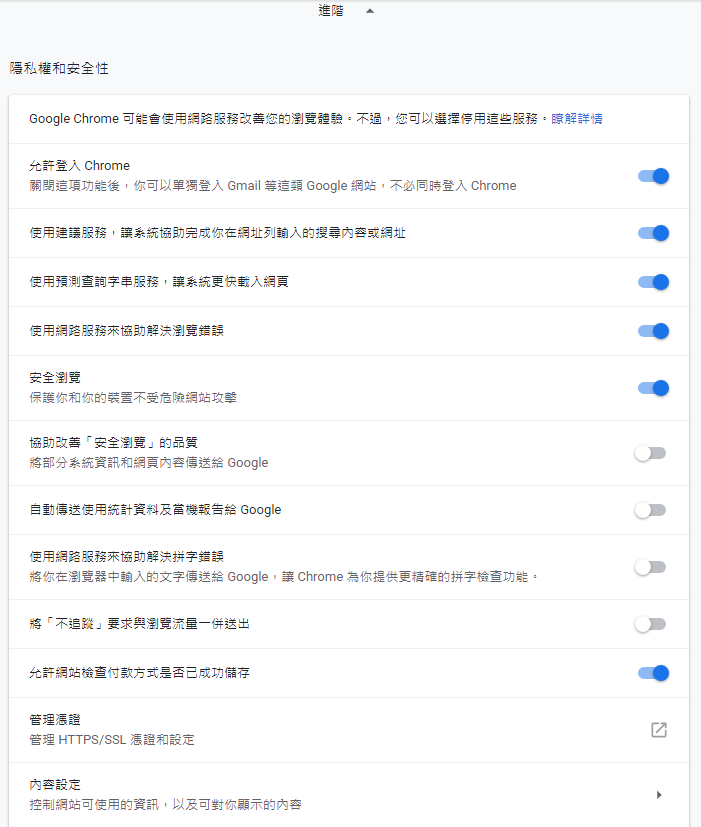 進階
隱私權和安全性
Google Chrome 可能會使用網路服務改善您的瀏覽體驗。不過，您可以選擇停用這些服務。瞭解詳情
允許登入 Chrome
關閉這項功能後，你可以單獨登入 Gmail 等這類 Google 網站，不必同時登入 Chrome
使用建議服務，讓系統協助完成你在網址列輸入的搜尋內容或網址
使用預測查詢字串服務，讓系統更快載入網頁
使用網路服務來協助解決瀏覽錯誤
安全瀏覽
保護你和你的裝置不受危險網站攻擊
協助改善「安全瀏覽」的品質
將部分系統資訊和網頁內容傳送給 Google
自動傳送使用統計資料及當機報告給 Google
使用網路服務來協助解決拼字錯誤
將你在瀏覽器中輸入的文字傳送給 Google，讓 Chrome 為你提供更精確的拼字檢查功能。
將「不追蹤」要求與瀏覽流量一併送出
允許網站檢查付款方式是否已成功儲存
管理憑證
管理 HTTPS/SSL 憑證和設定
內容設定
控制網站可使用的資訊，以及可對你顯示的內容